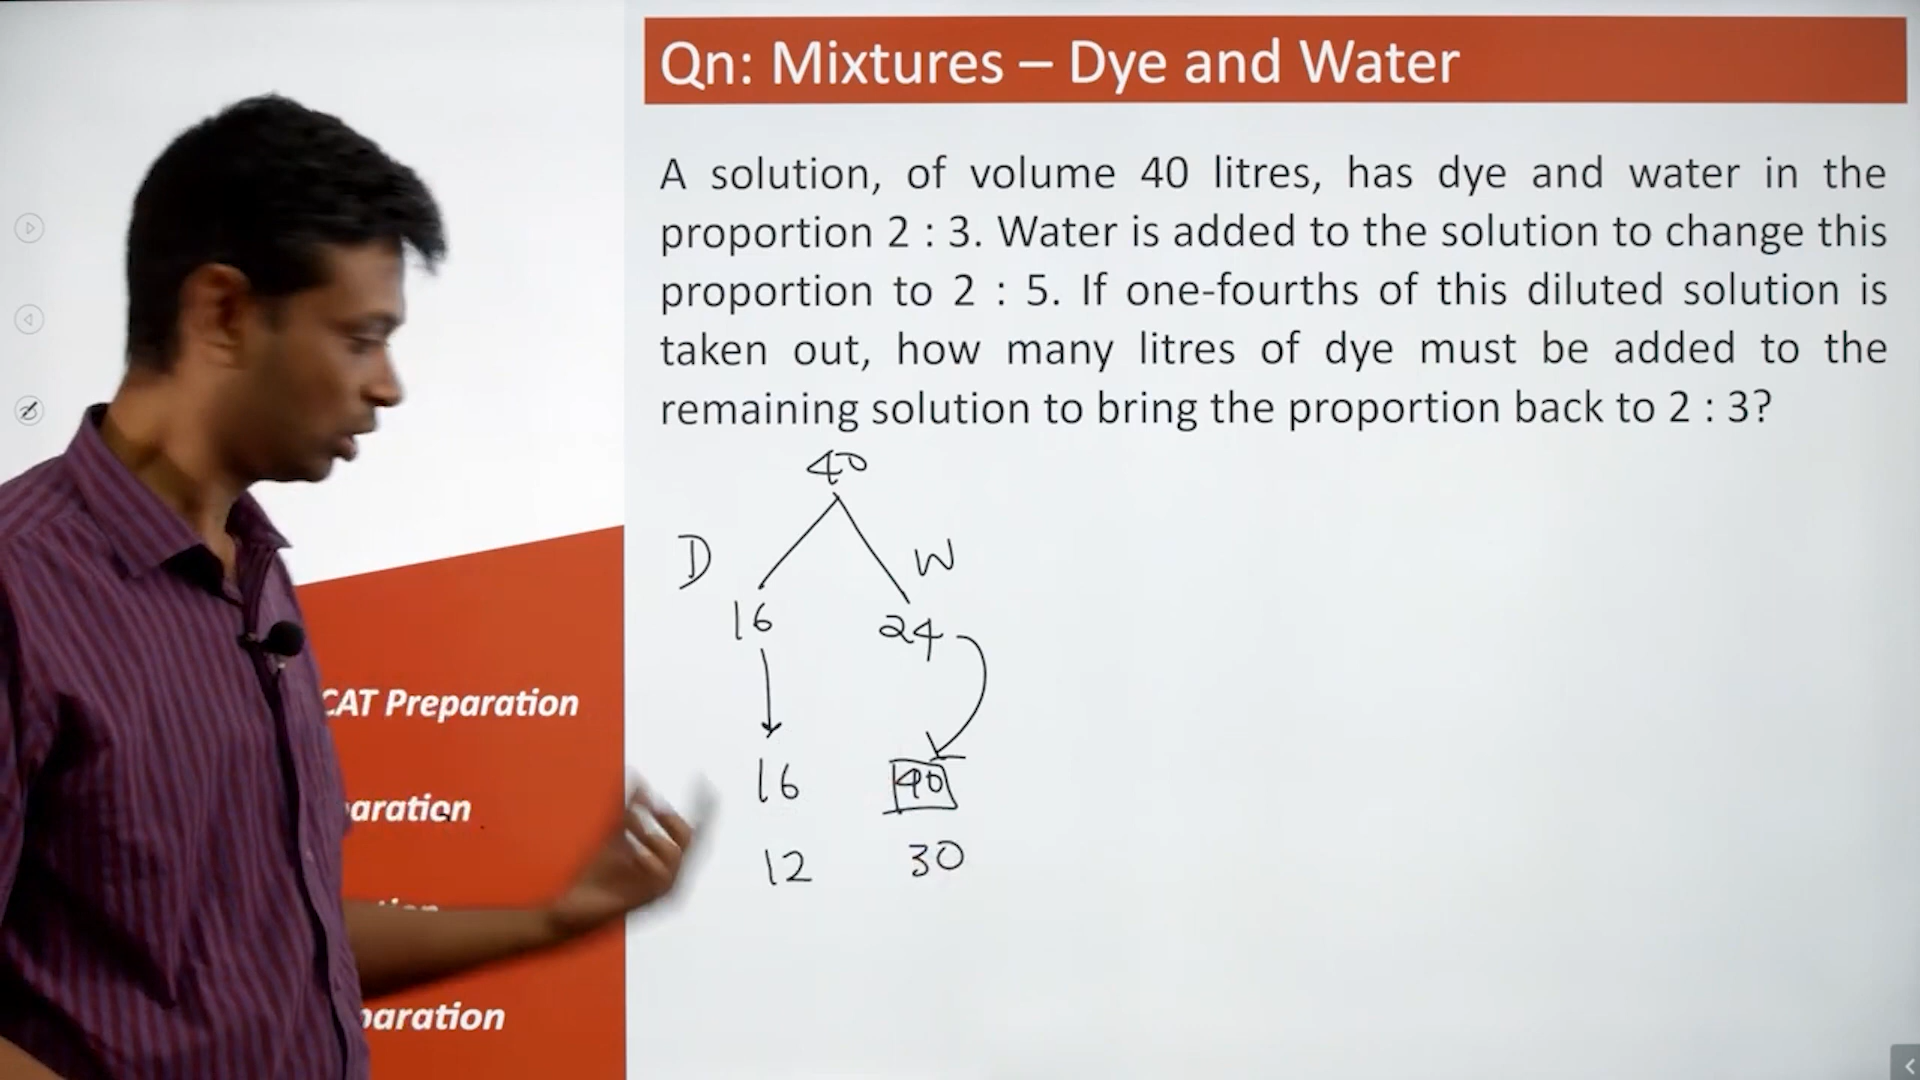 Qn: Mixtures – Dye and Water
A solution, of volume 40 litres, has dye and water in the
proportion 2 : 3. Water is added to the solution to change this
proportion to 2 : 5. If one-fourths of this diluted solution is
taken out, how many litres of dye must be added to the
remaining solution to bring the proportion back to 2 : 3?
40
D W
16 24
16 40
12 30
CAT Preparation